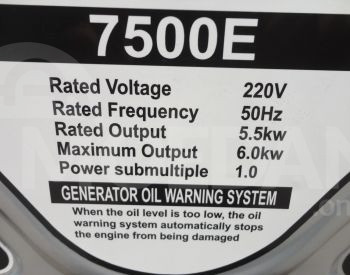 7500E
Rated Voltage 220V
Rated Frequency 50Hz
Rated Output 5.5kw
Maximum Output 6.0kw
Power submultiple 1.0
GENERATOR OIL WARNING SYSTEM
When the oil level is too low, the oil
warning system automatically stops
the engine from being damaged